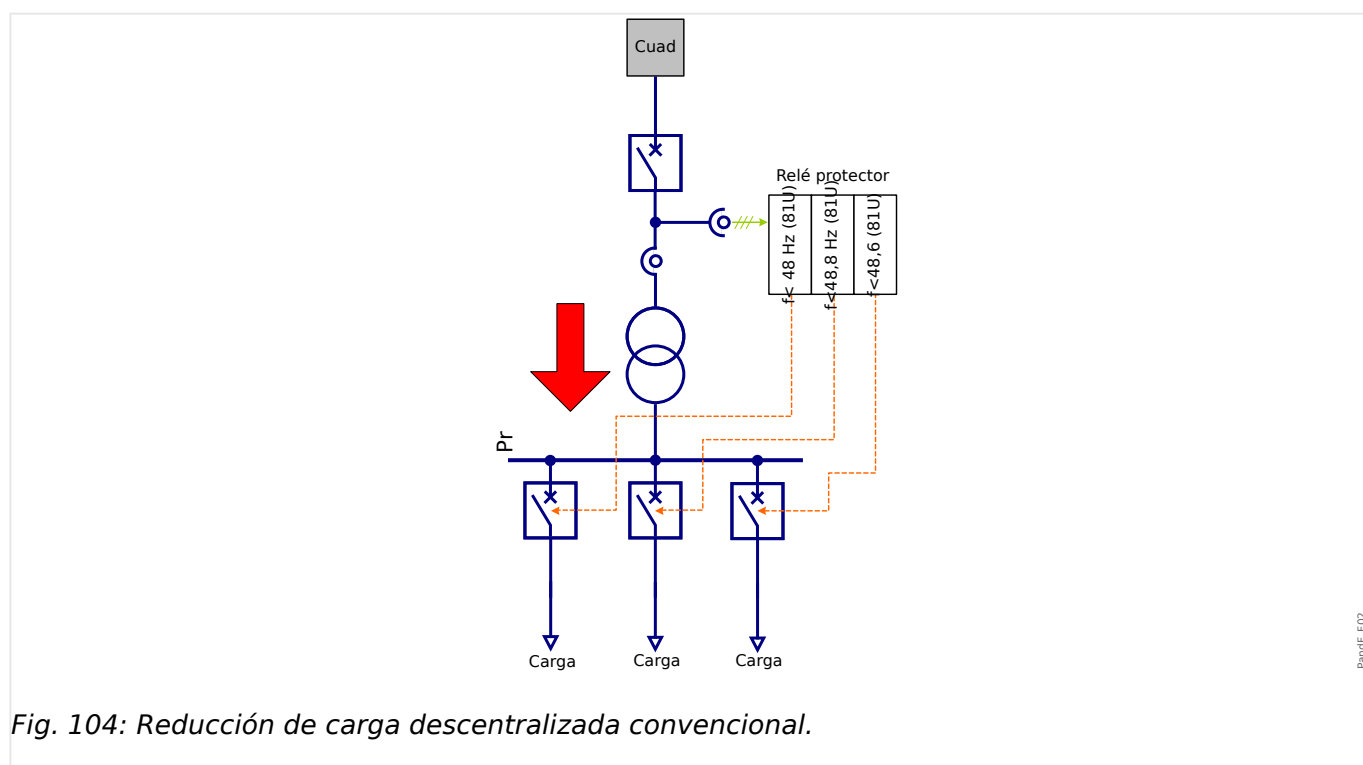 Cuad
Relé protector
f< 48 Hz (81U)
f<48,8 Hz (81U)
f<48,6 (81U)
Pr
Carga
Carga
Carga
PandF_E02
Fig. 104: Reducción de carga descentralizada convencional.